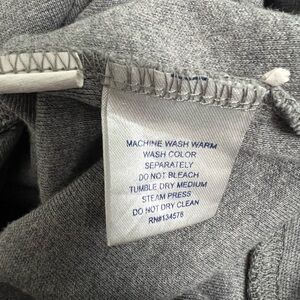 MACHINE WASH WARM
WASH COLOR
SEPARATELY
DO NOT BLEACH
TUMBLE DRY MEDIUM
STEAM PRESS
DO NOT DRY CLEAN
RN#134578